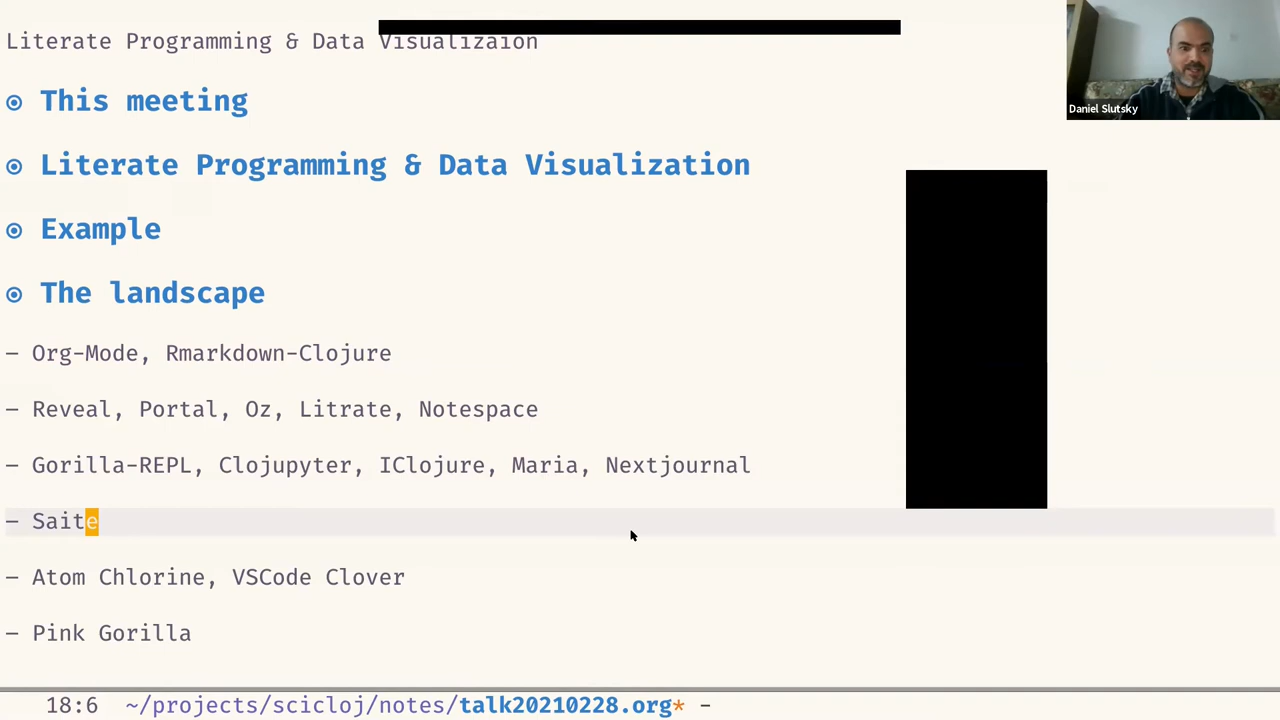 Literate Programming & Data Visualizaion
Daniel Slutsky
This meeting
Literate Programming & Data Visualization
Example
The landscape
— Org-Mode, Rmarkdown-Clojure
— Reveal, Portal, Oz, Litrate, Notespace
— Gorilla-REPL, Clojupyter, IClojure, Maria, Nextjournal
— Saite
— Atom Chlorine, VSCode Clover
— Pink Gorilla
18:6 ~/projects/scicloj/notes/talk20210228.org* -